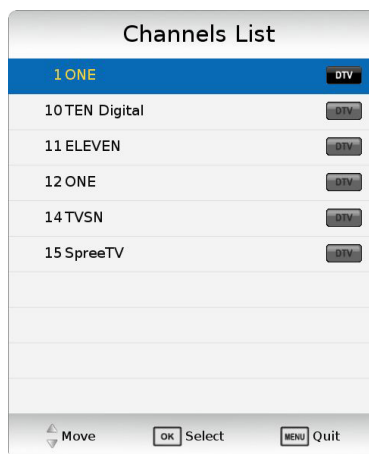 Channels List
1 ONE DTV
10 TEN Digital DTV
11 ELEVEN DTV
12 ONE DTV
14 TVSN DTV
15 SpreeTV DTV
Move OK Select MENU Quit